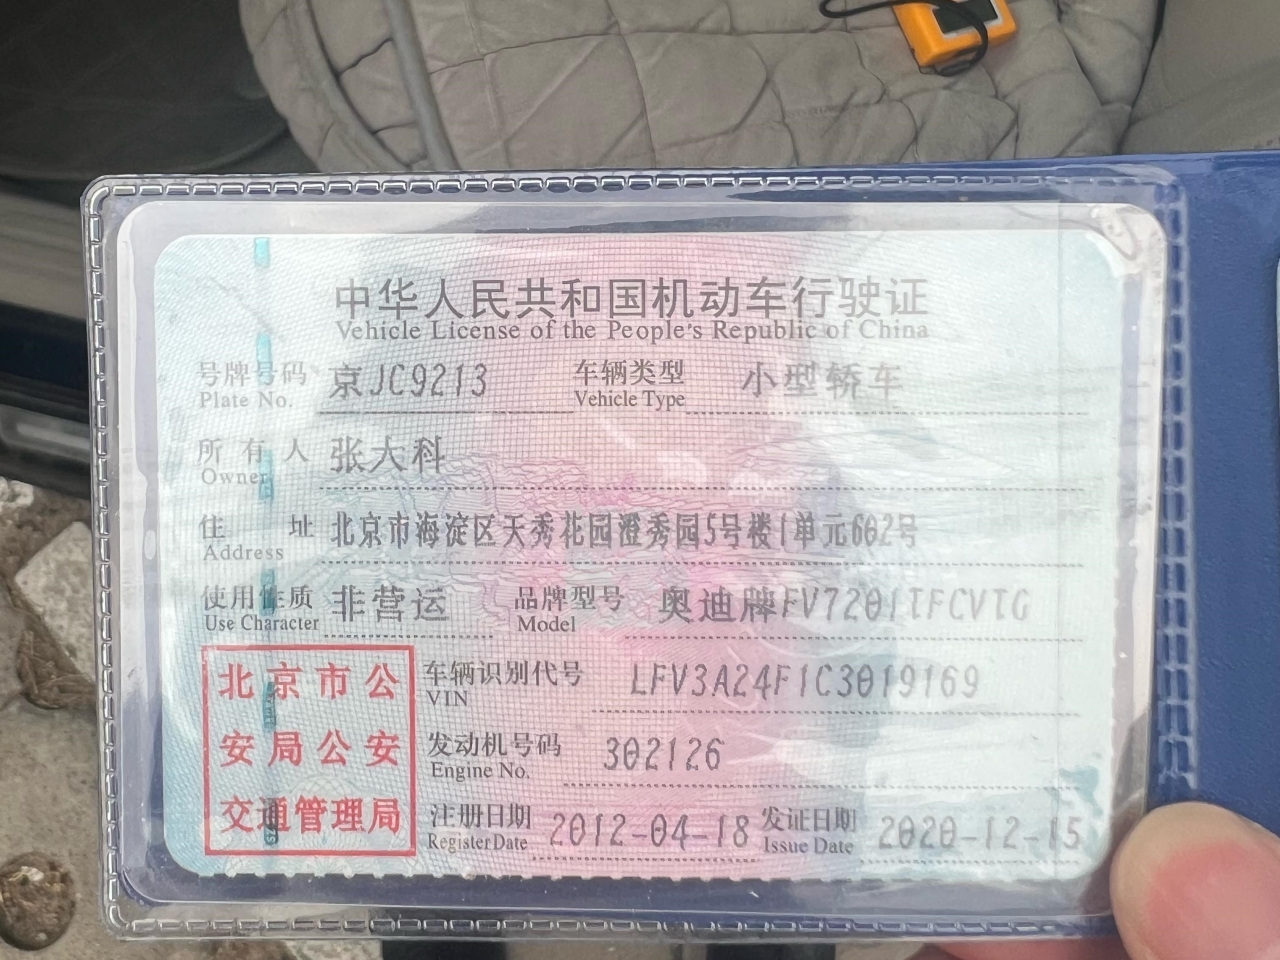 中华人民共和国机动车行驶证
Vehicle License of the People's Republic of China
号牌号码 京JC9213 车辆类型 小型轿车
Plate No. Vehicle Type
所有人 张大科
Owner
住址 北京市海淀区天秀花园澄秀园5号楼1单元602号
Address
使用性质 非营运 品牌型号 奥迪牌FV7201TFCVTG
Use Character Model
北京市公 车辆识别代号 LFV3A24F1C3019169
VIN
安局公安 发动机号码 302126
Engine No.
交通管理局 注册日期 2012-04-18 发证日期 2020-12-15
Register Date Issue Date